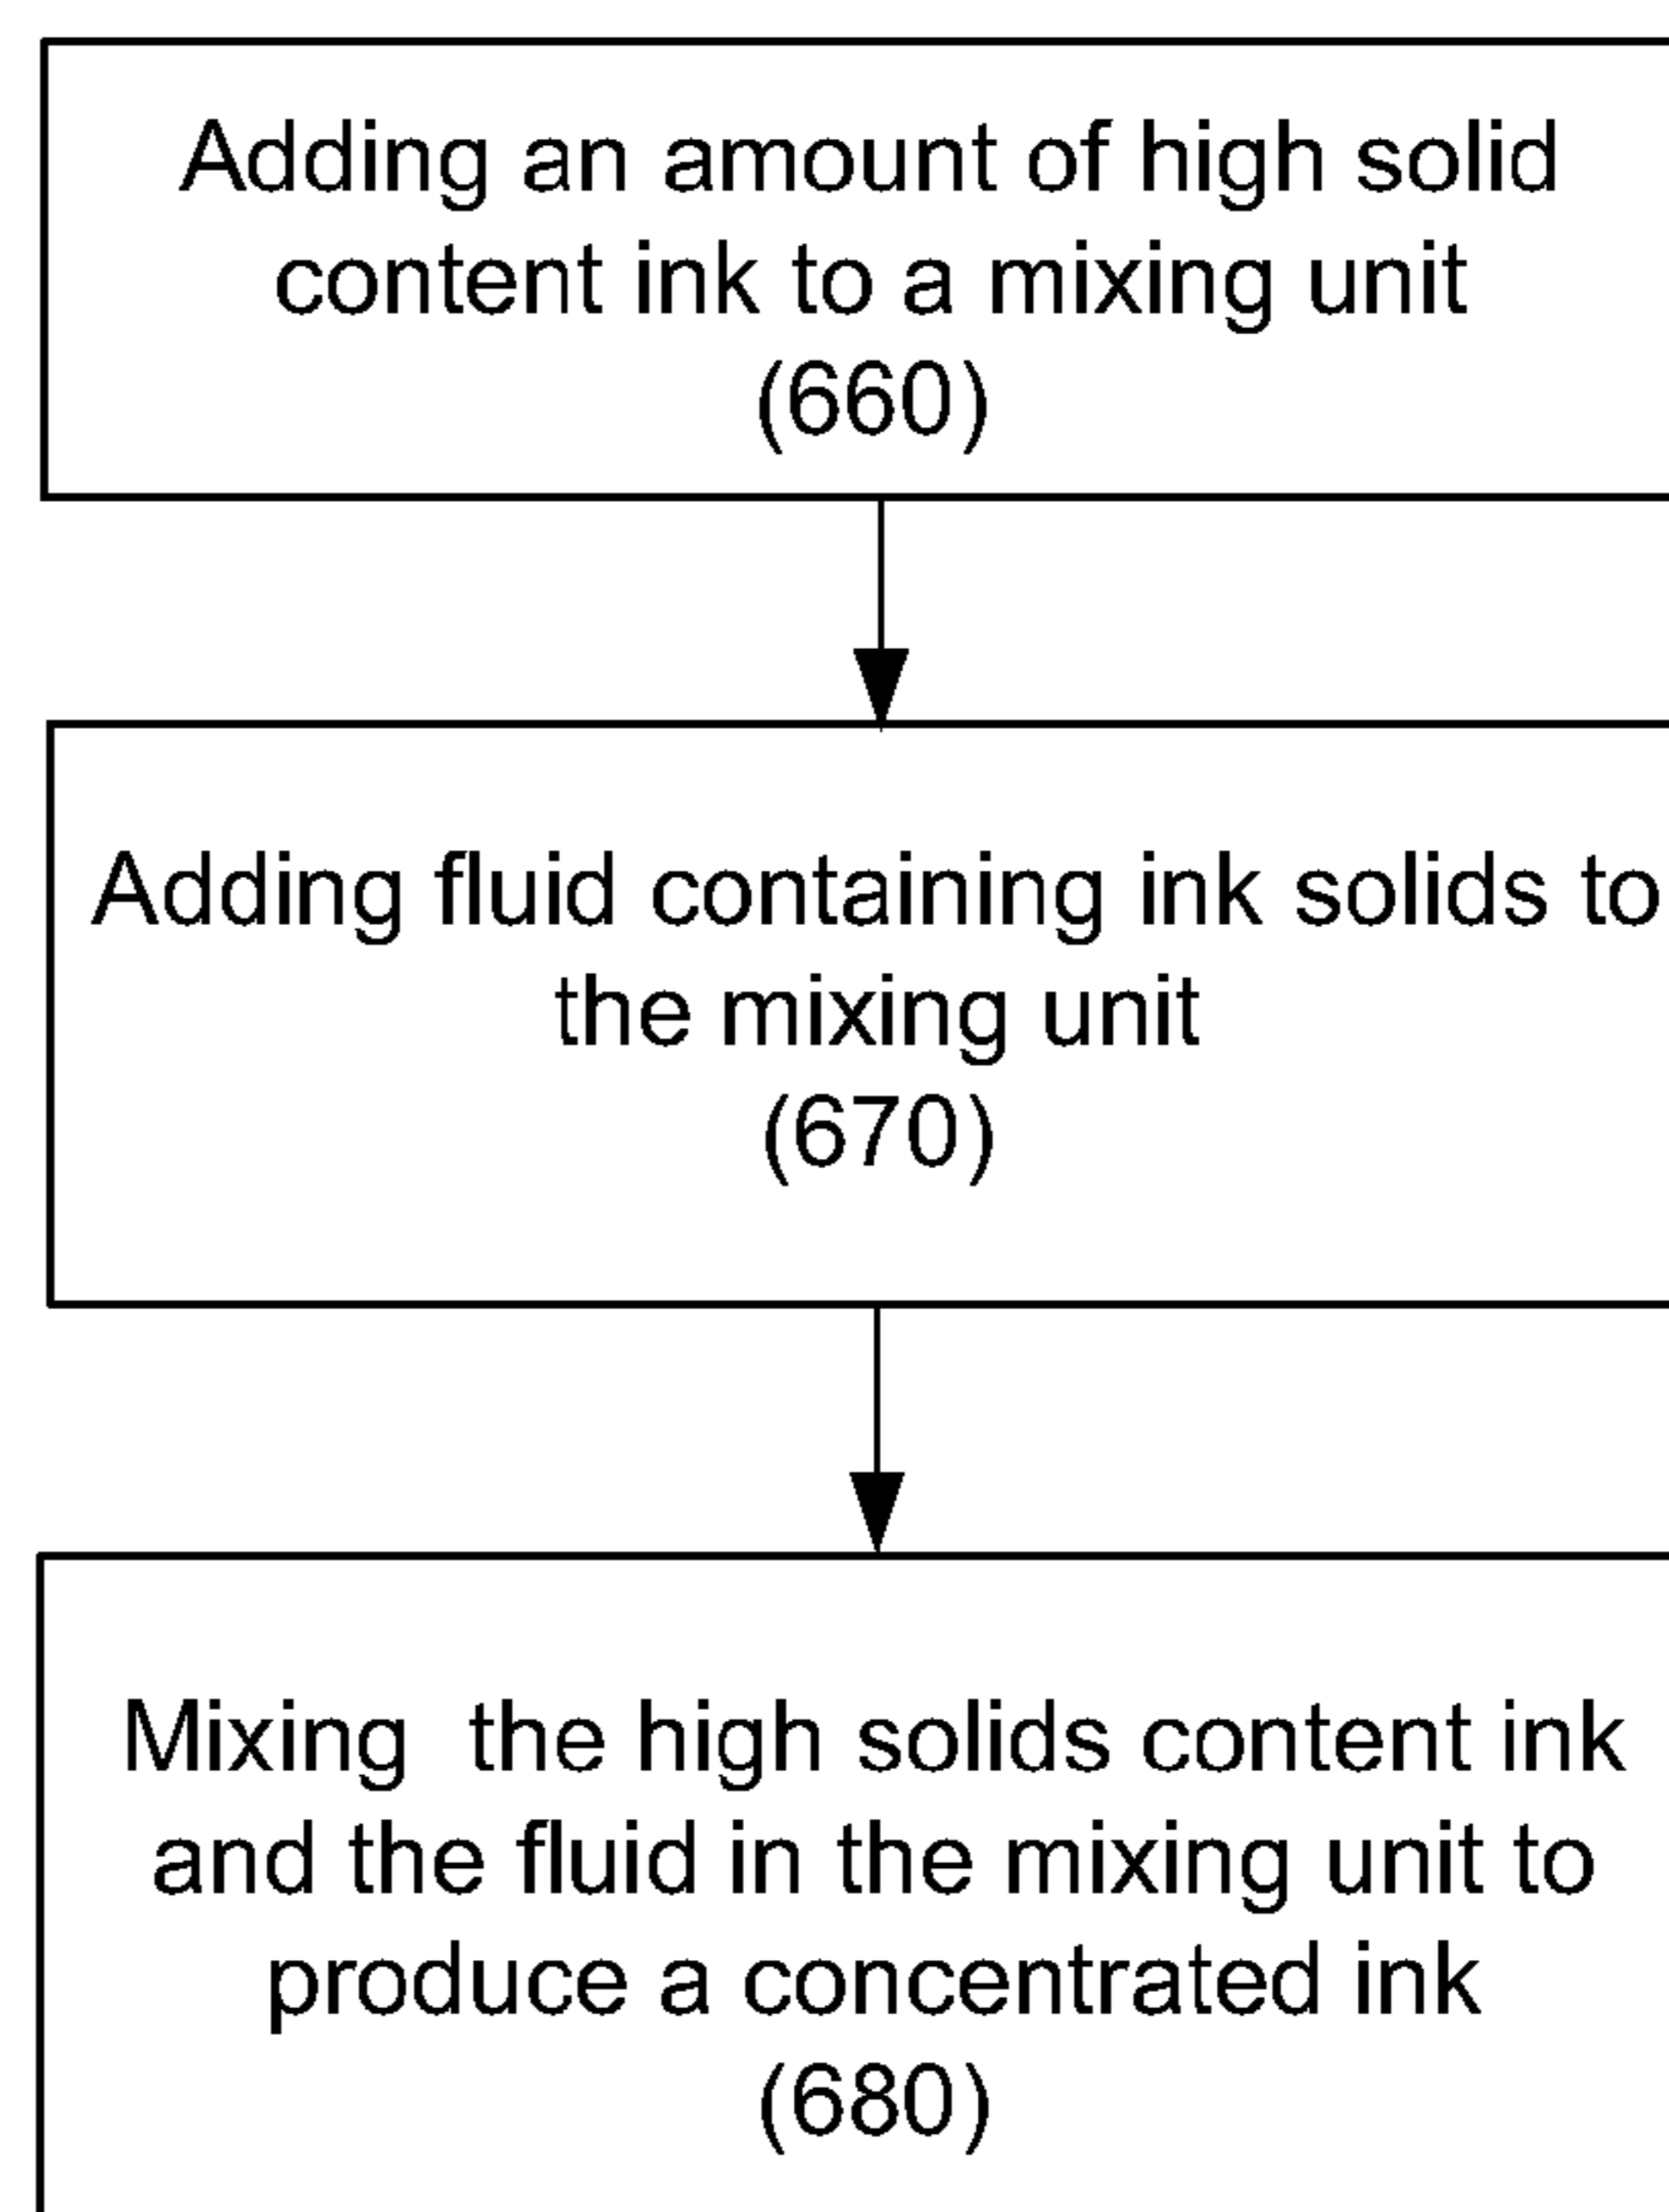 Adding an amount of high solid
content ink to a mixing unit
(660)
Adding fluid containing ink solids to
the mixing unit
(670)
Mixing the high solids content ink
and the fluid in the mixing unit to
produce a concentrated ink
(680)